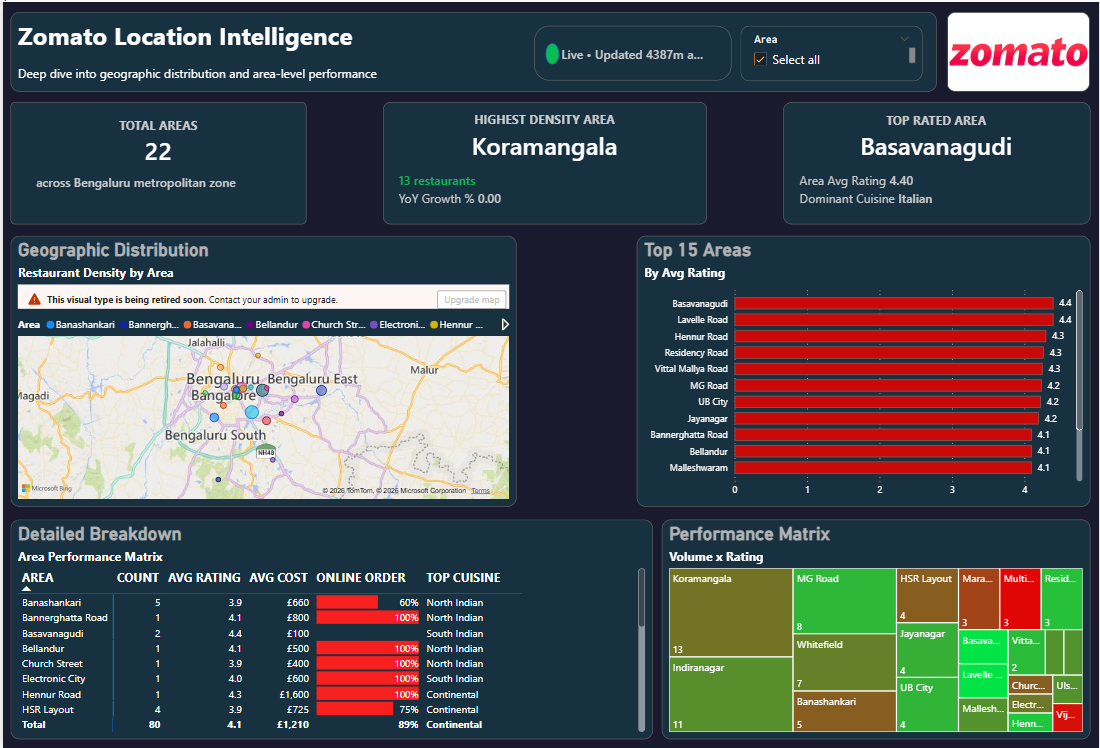 Zomato Location Intelligence
Deep dive into geographic distribution and area-level performance
Live • Updated 4387m a...
Area
Select all
zomato
TOTAL AREAS
22
across Bengaluru metropolitan zone
HIGHEST DENSITY AREA
Koramangala
13 restaurants
YoY Growth % 0.00
TOP RATED AREA
Basavanagudi
Area Avg Rating 4.40
Dominant Cuisine Italian
Geographic Distribution
Restaurant Density by Area
This visual type is being retired soon. Contact your admin to upgrade.
Upgrade map
Area Banashankari Bannergh... Basavana... Bellandur Church Str... Electroni... Hennur ...
Jalahalli
Bengaluru
Bangalore
Bengaluru East
Malur
Magadi
Bengaluru South
NH48
Microsoft Bing
© 2026 TomTom, © 2026 Microsoft Corporation Terms
Top 15 Areas
By Avg Rating
Basavanagudi 4.4
Lavelle Road 4.4
Hennur Road 4.3
Residency Road 4.3
Vittal Mallya Road 4.3
MG Road 4.2
UB City 4.2
Jayanagar 4.2
Bannerghatta Road 4.1
Bellandur 4.1
Malleshwaram 4.1
0 1 2 3 4
Detailed Breakdown
Area Performance Matrix
AREA COUNT AVG RATING AVG COST ONLINE ORDER TOP CUISINE
Banashankari 5 3.9 £660 60% North Indian
Bannerghatta Road 1 4.1 £800 100% North Indian
Basavanagudi 2 4.4 £100 South Indian
Bellandur 1 4.1 £500 100% North Indian
Church Street 1 3.9 £400 100% North Indian
Electronic City 1 4.0 £600 100% South Indian
Hennur Road 1 4.3 £1,600 100% Continental
HSR Layout 4 3.9 £725 75% North Indian
Total 80 4.1 £1,210 89% Continental
Performance Matrix
Volume x Rating
Koramangala
13
Indiranagar
11
MG Road
8
Whitefield
7
Banashankari
5
HSR Layout
4
Jayanagar
4
UB City
4
Mara...
3
Multi...
3
Resid...
3
Basava...
Lavelle ...
Mallesh...
Vitta...
2
Churc...
Electr...
Henn...
Uls...
Vij...